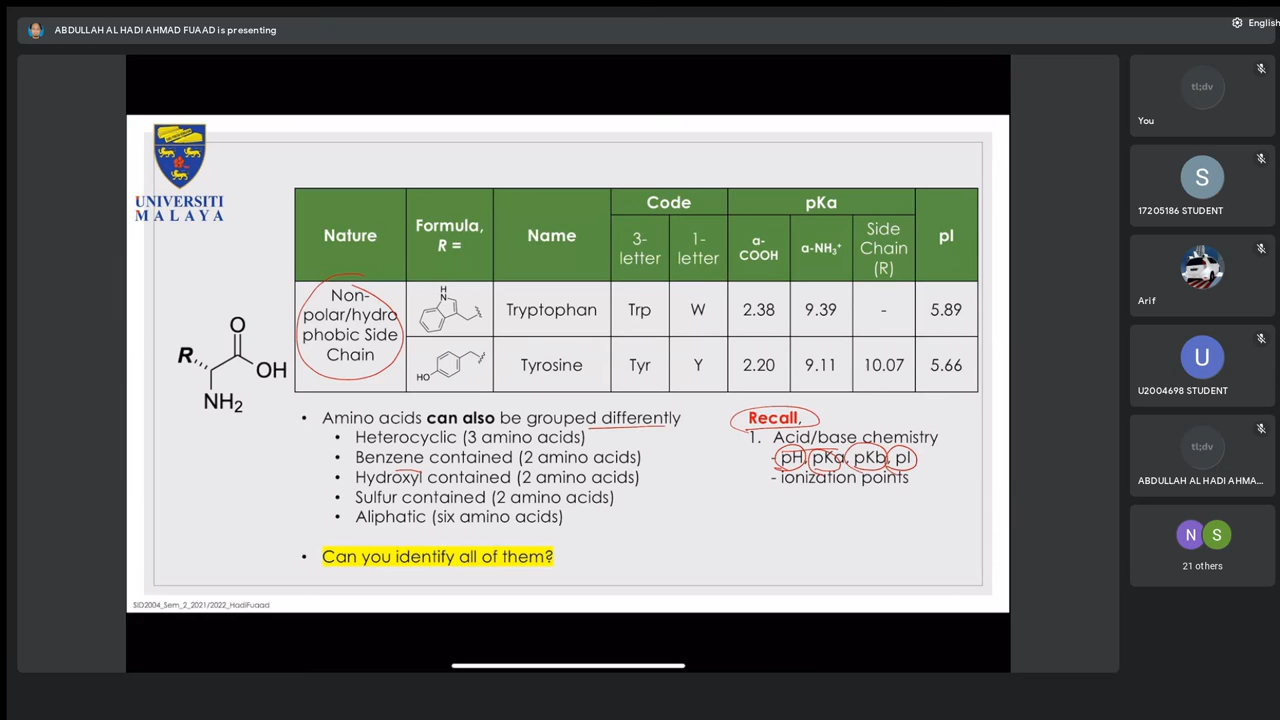 ABDULLAH AL HADI AHMAD FUAAD is presenting
English
UNIVERSITI
MALAYA
Nature
Formula,
R =
Name
Code
3-
letter
1-
letter
pKa
α-
COOH
α-NH₃⁺
Side
Chain
(R)
pI
Non-
polar/hydro
phobic Side
Chain
H
N
Tryptophan
Trp
W
2.38
9.39
-
5.89
HO
Tyrosine
Tyr
Y
2.20
9.11
10.07
5.66
O
R
OH
NH₂
• Amino acids can also be grouped differently
• Heterocyclic (3 amino acids)
• Benzene contained (2 amino acids)
• Hydroxyl contained (2 amino acids)
• Sulfur contained (2 amino acids)
• Aliphatic (six amino acids)
• Can you identify all of them?
Recall,
1. Acid/base chemistry
- pH, pKa, pKb, pI
- ionization points
SID2004_Sem_2_2021/2022_HadiFuaad
tl;dv
You
S
17205186 STUDENT
Arif
U
U2004698 STUDENT
tl;dv
ABDULLAH AL HADI AHMA...
N
S
21 others